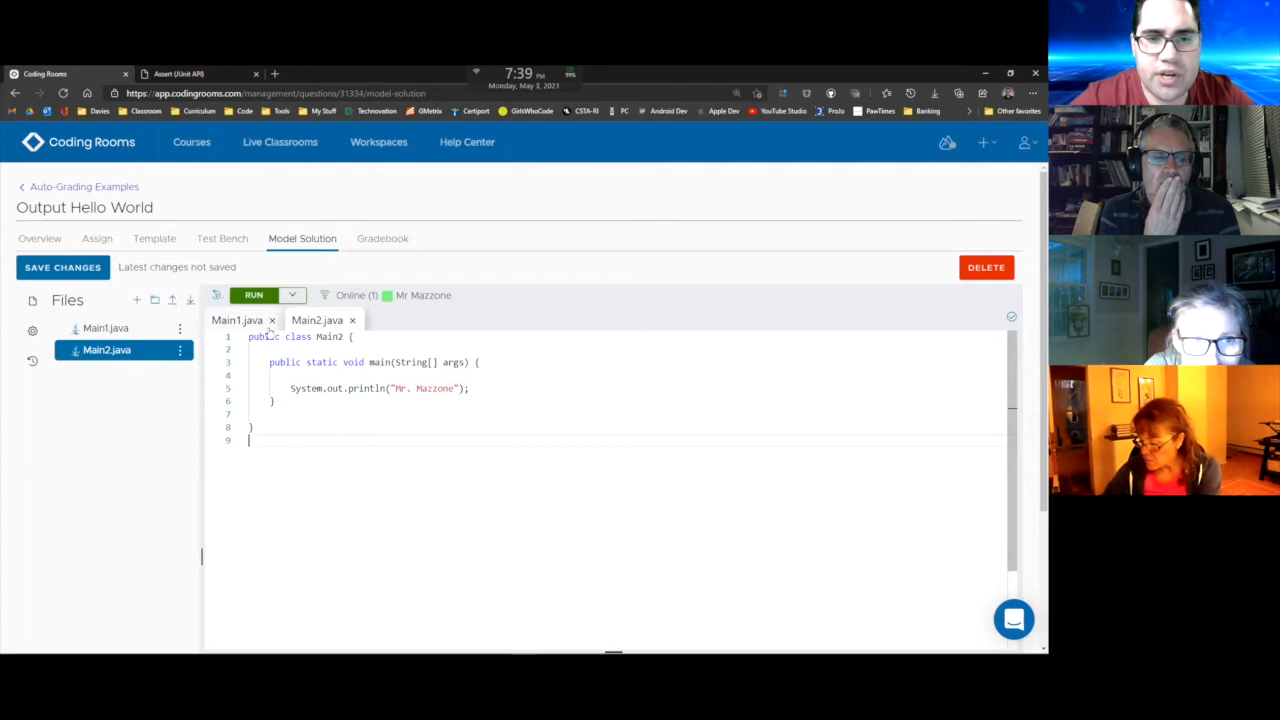 Coding Rooms
Assert (JUnit API)
7:39 PM
99%
Monday, May 3, 2021
https://app.codingrooms.com/management/questions/31334/model-solution
Davies
Classroom
Curriculum
Code
Tools
My Stuff
Technovation
GMetrix
Certiport
GirlsWhoCode
CSTA-RI
PC
Android Dev
Apple Dev
YouTube Studio
ProJo
PawTimes
Banking
Other favorites
Coding Rooms
Courses
Live Classrooms
Workspaces
Help Center
Auto-Grading Examples
Output Hello World
Overview
Assign
Template
Test Bench
Model Solution
Gradebook
SAVE CHANGES
Latest changes not saved
DELETE
Files
Main1.java
Main2.java
RUN
Online (1)
Mr Mazzone
Main1.java
Main2.java
1 public class Main2 {
2
3 public static void main(String[] args) {
4
5 System.out.println("Mr. Mazzone");
6 }
7
8 }
9